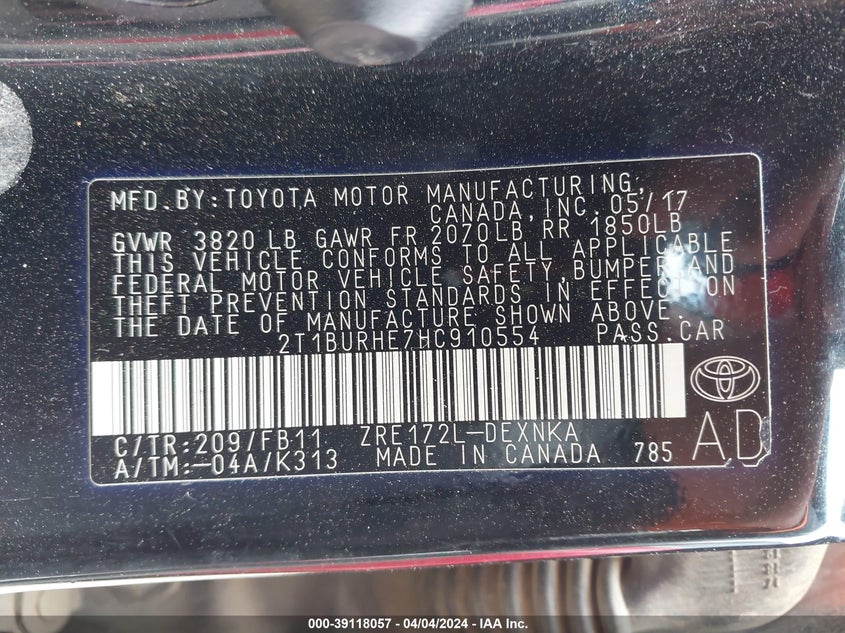 MFD.BY:TOYOTA MOTOR MANUFACTURING,
CANADA,INC. 05/17
GVWR 3820 LB GAWR FR 2070LB RR 1850LB
THIS VEHICLE CONFORMS TO ALL APPLICABLE
FEDERAL MOTOR VEHICLE SAFETY,BUMPER,AND
THEFT PREVENTION STANDARDS IN EFFECT ON
THE DATE OF MANUFACTURE SHOWN ABOVE.
2T1BURHE7HC910554 PASS.CAR
C/TR:209/FB11 ZRE172L-DEXNKA
A/TM:-04A/K313 MADE IN CANADA 785
AD
000-39118057 - 04/04/2024 - IAA Inc.